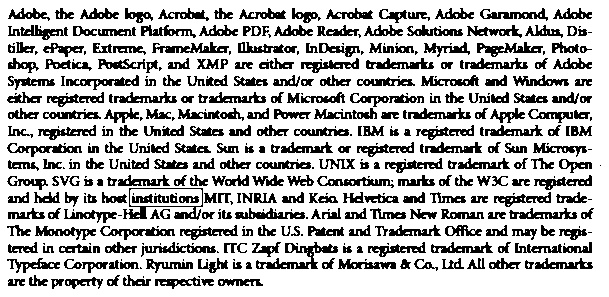 Adobe, the Adobe logo, Acrobat, the Acrobat logo, Acrobat Capture, Adobe Garamond, Adobe
Intelligent Document Platform, Adobe PDF, Adobe Reader, Adobe Solutions Network, Aldus, Dis-
tiller, ePaper, Extreme, FrameMaker, Illustrator, InDesign, Minion, Myriad, PageMaker, Photo-
shop, Poetica, PostScript, and XMP are either registered trademarks or trademarks of Adobe
Systems Incorporated in the United States and/or other countries. Microsoft and Windows are
either registered trademarks or trademarks of Microsoft Corporation in the United States and/or
other countries. Apple, Mac, Macintosh, and Power Macintosh are trademarks of Apple Computer,
Inc., registered in the United States and other countries. IBM is a registered trademark of IBM
Corporation in the United States. Sun is a trademark or registered trademark of Sun Microsys-
tems, Inc. in the United States and other countries. UNIX is a registered trademark of The Open
Group. SVG is a trademark of the World Wide Web Consortium; marks of the W3C are registered
and held by its host institutions MIT, INRIA and Keio. Helvetica and Times are registered trade-
marks of Linotype-Hell AG and/or its subsidiaries. Arial and Times New Roman are trademarks of
The Monotype Corporation registered in the U.S. Patent and Trademark Office and may be regis-
tered in certain other jurisdictions. ITC Zapf Dingbats is a registered trademark of International
Typeface Corporation. Ryumin Light is a trademark of Morisawa & Co., Ltd. All other trademarks
are the property of their respective owners.